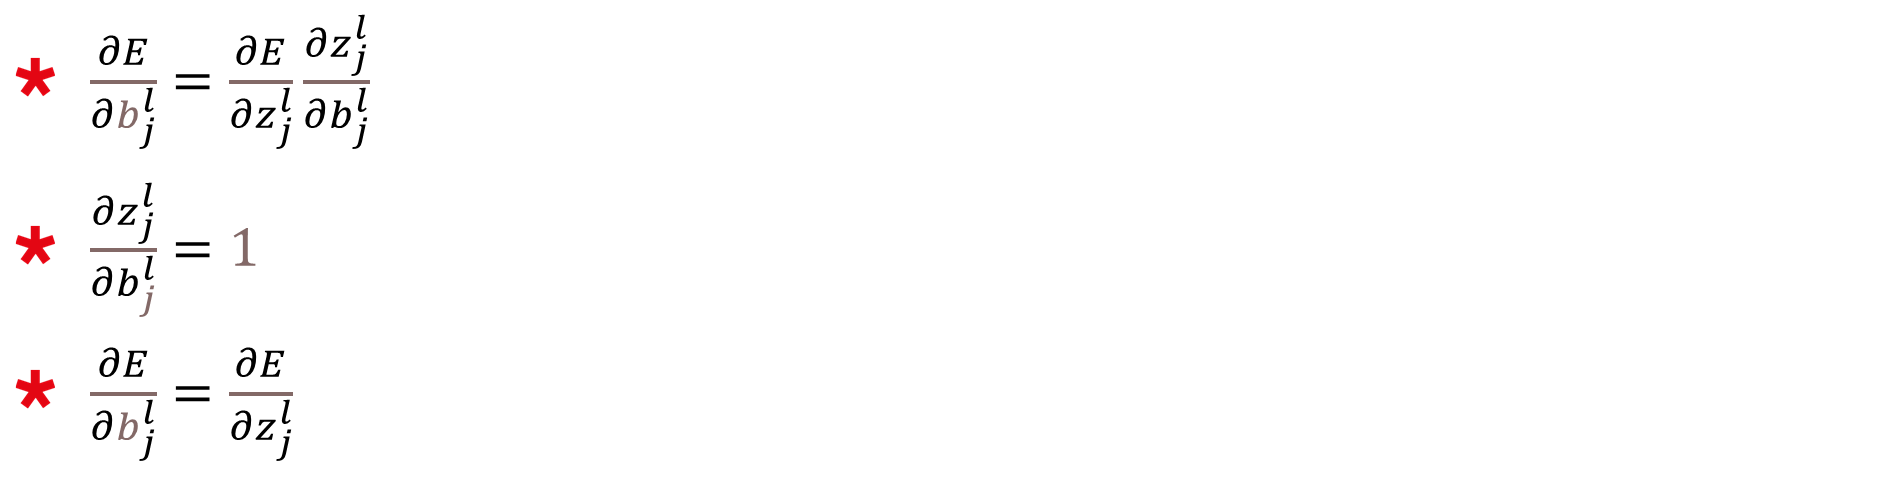 * ∂E/∂b_j^l = ∂E/∂z_j^l ∂z_j^l/∂b_j^l
* ∂z_j^l/∂b_j^l = 1
* ∂E/∂b_j^l = ∂E/∂z_j^l